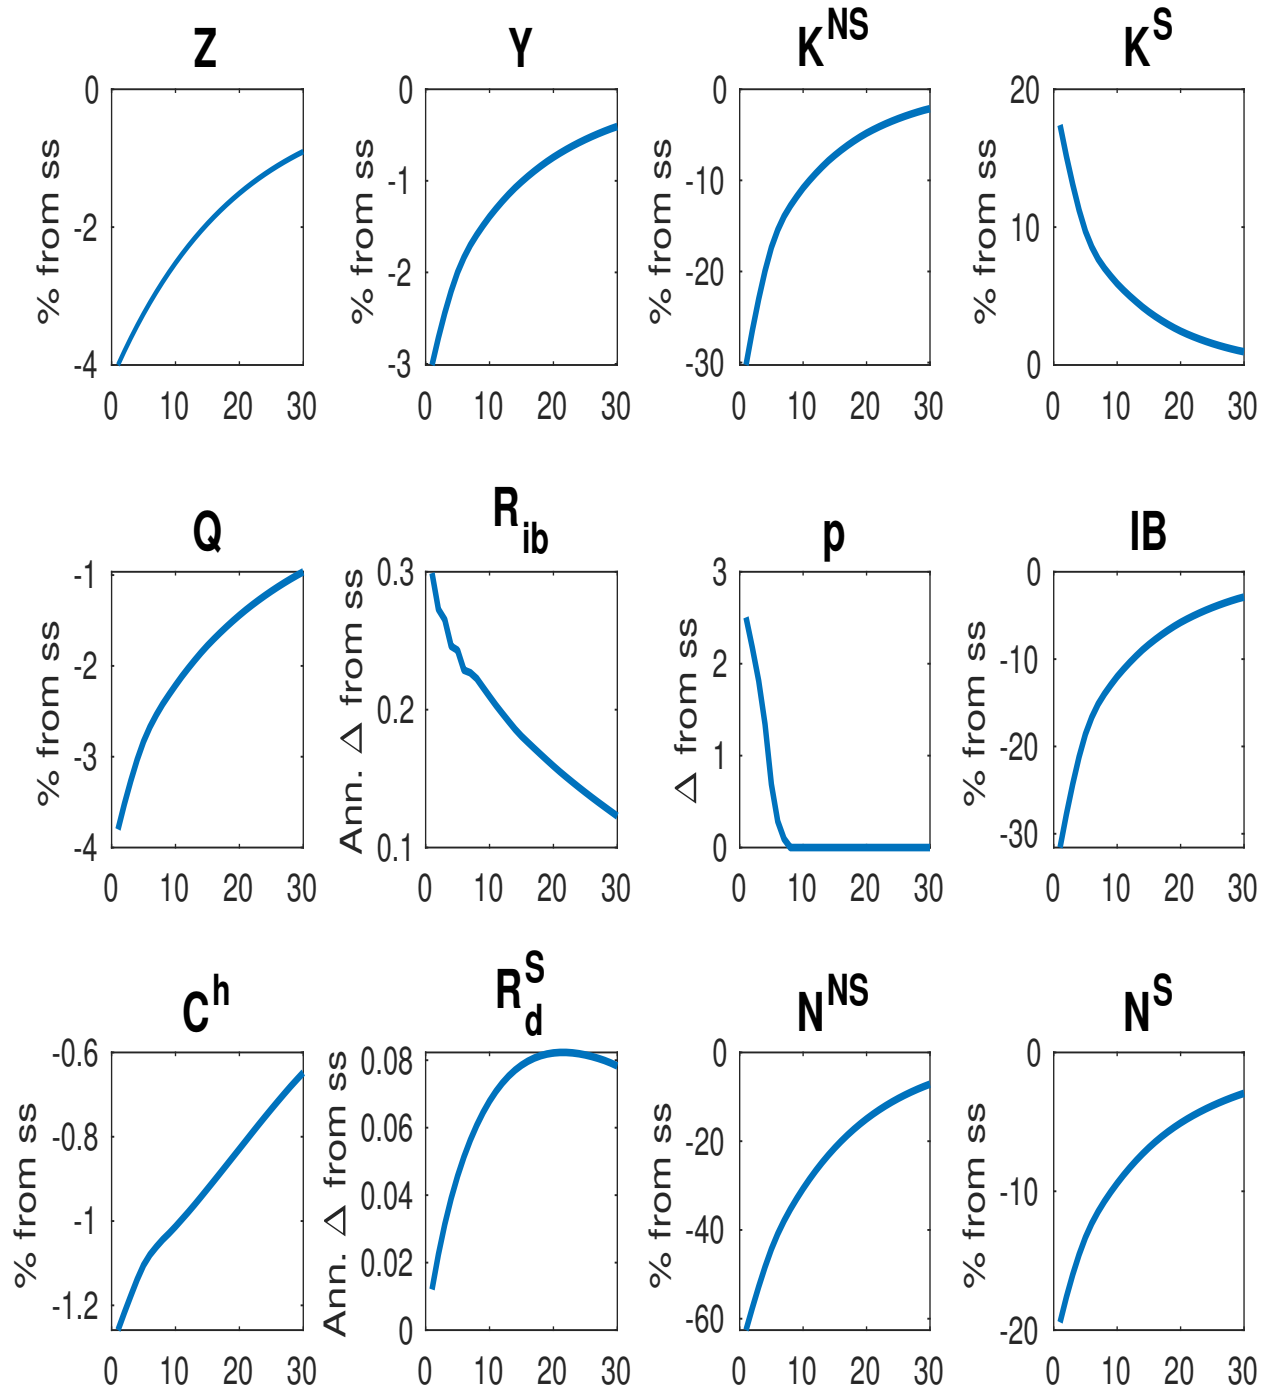 Z
% from ss
0
-2
-4
0 10 20 30
Y
% from ss
0
-1
-2
-3
0 10 20 30
K^NS
% from ss
0
-10
-20
-30
0 10 20 30
K^S
% from ss
20
10
0
0 10 20 30
Q
% from ss
-1
-2
-3
-4
0 10 20 30
R_ib
Ann. Δ from ss
0.3
0.2
0.1
0 10 20 30
p
Δ from ss
3
2
1
0
0 10 20 30
IB
% from ss
0
-10
-20
-30
0 10 20 30
C^h
% from ss
-0.6
-0.8
-1
-1.2
0 10 20 30
R_d^S
Ann. Δ from ss
0.08
0.06
0.04
0.02
0
0 10 20 30
N^NS
% from ss
0
-20
-40
-60
0 10 20 30
N^S
% from ss
0
-10
-20
0 10 20 30